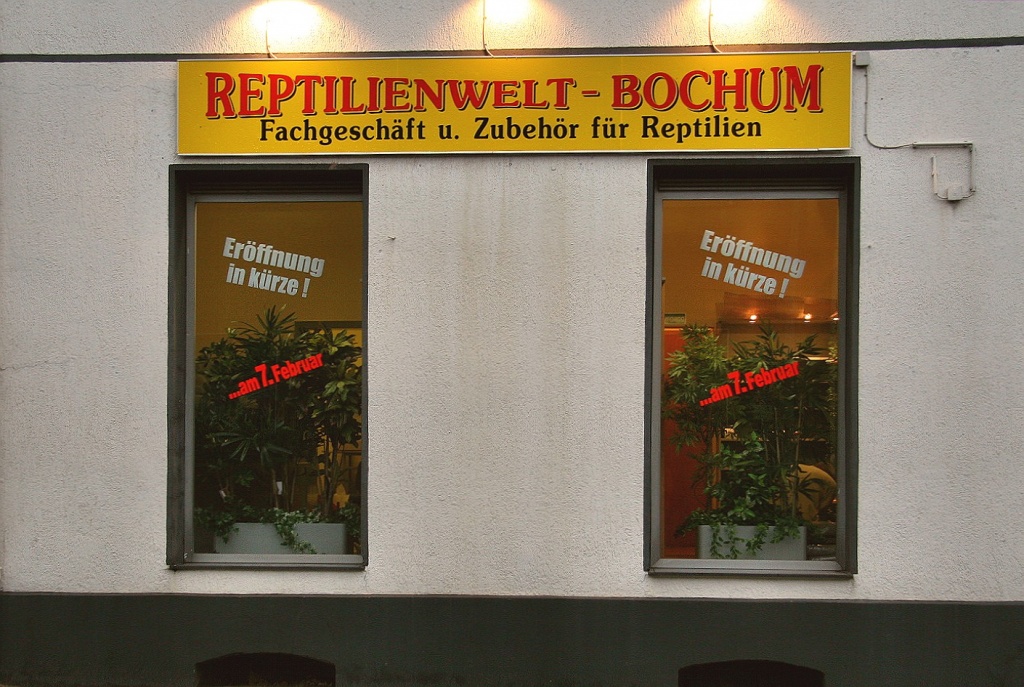 REPTILIENWELT - BOCHUM
Fachgeschäft u. Zubehör für Reptilien
Eröffnung
in kürze !
...am 7. Februar
Eröffnung
in kürze !
...am 7. Februar